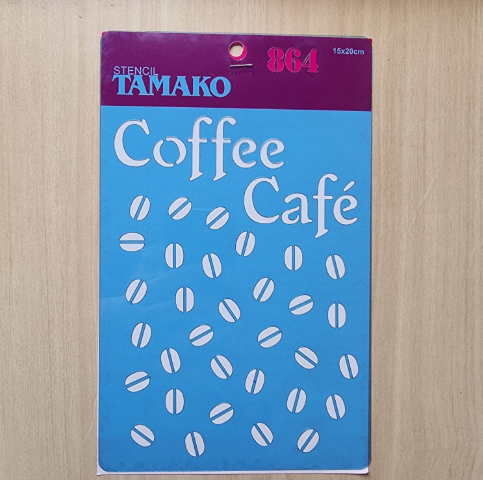 864
15x20cm
STENCIL
TAMAKO
Coffee
Café